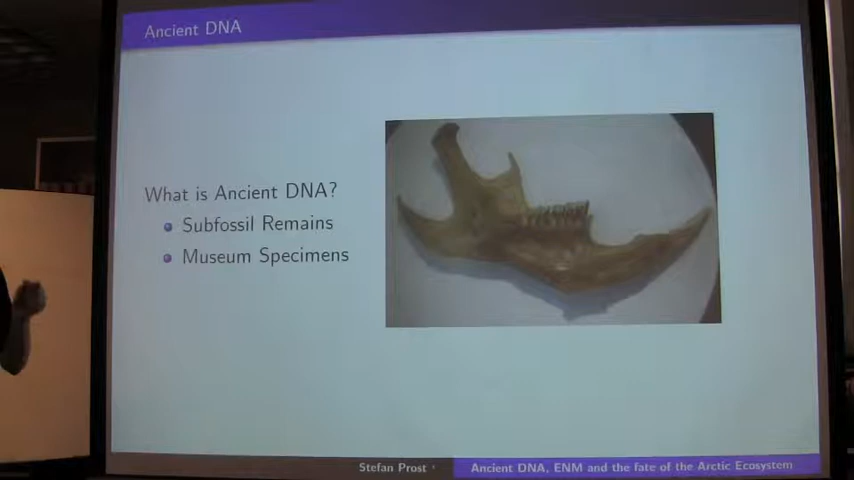 Ancient DNA
What is Ancient DNA?
Subfossil Remains
Museum Specimens
Stefan Prost
Ancient DNA, ENM and the fate of the Arctic Ecosystem